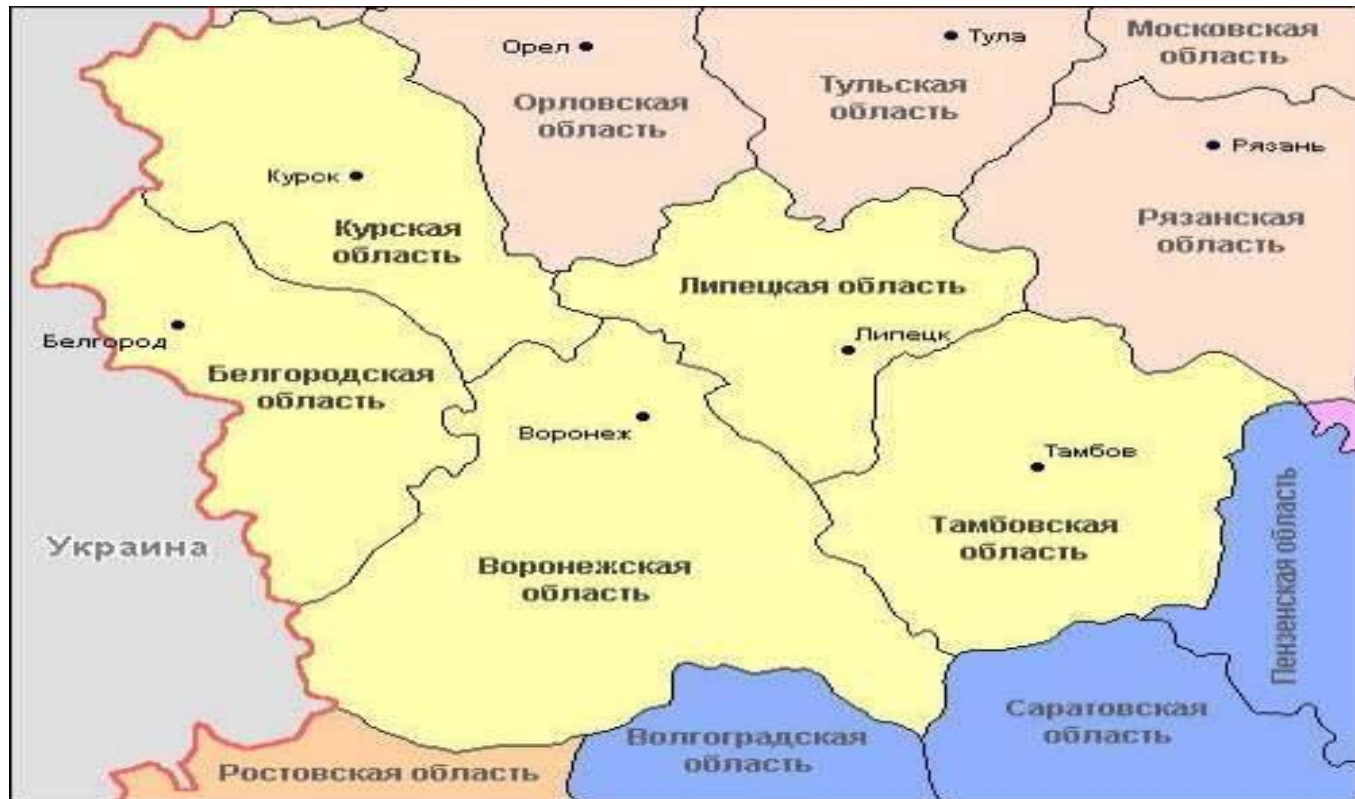 Орел
Тула
Московская
область
Орловская
область
Тульская
область
Рязань
Курок
Курская
область
Рязанская
область
Липецкая область
Белгород
Липецк
Белгородская
область
Воронеж
Тамбов
Украина
Воронежская
область
Тамбовская
область
Пензенская область
Саратовская
область
Волгоградская
область
Ростовская область